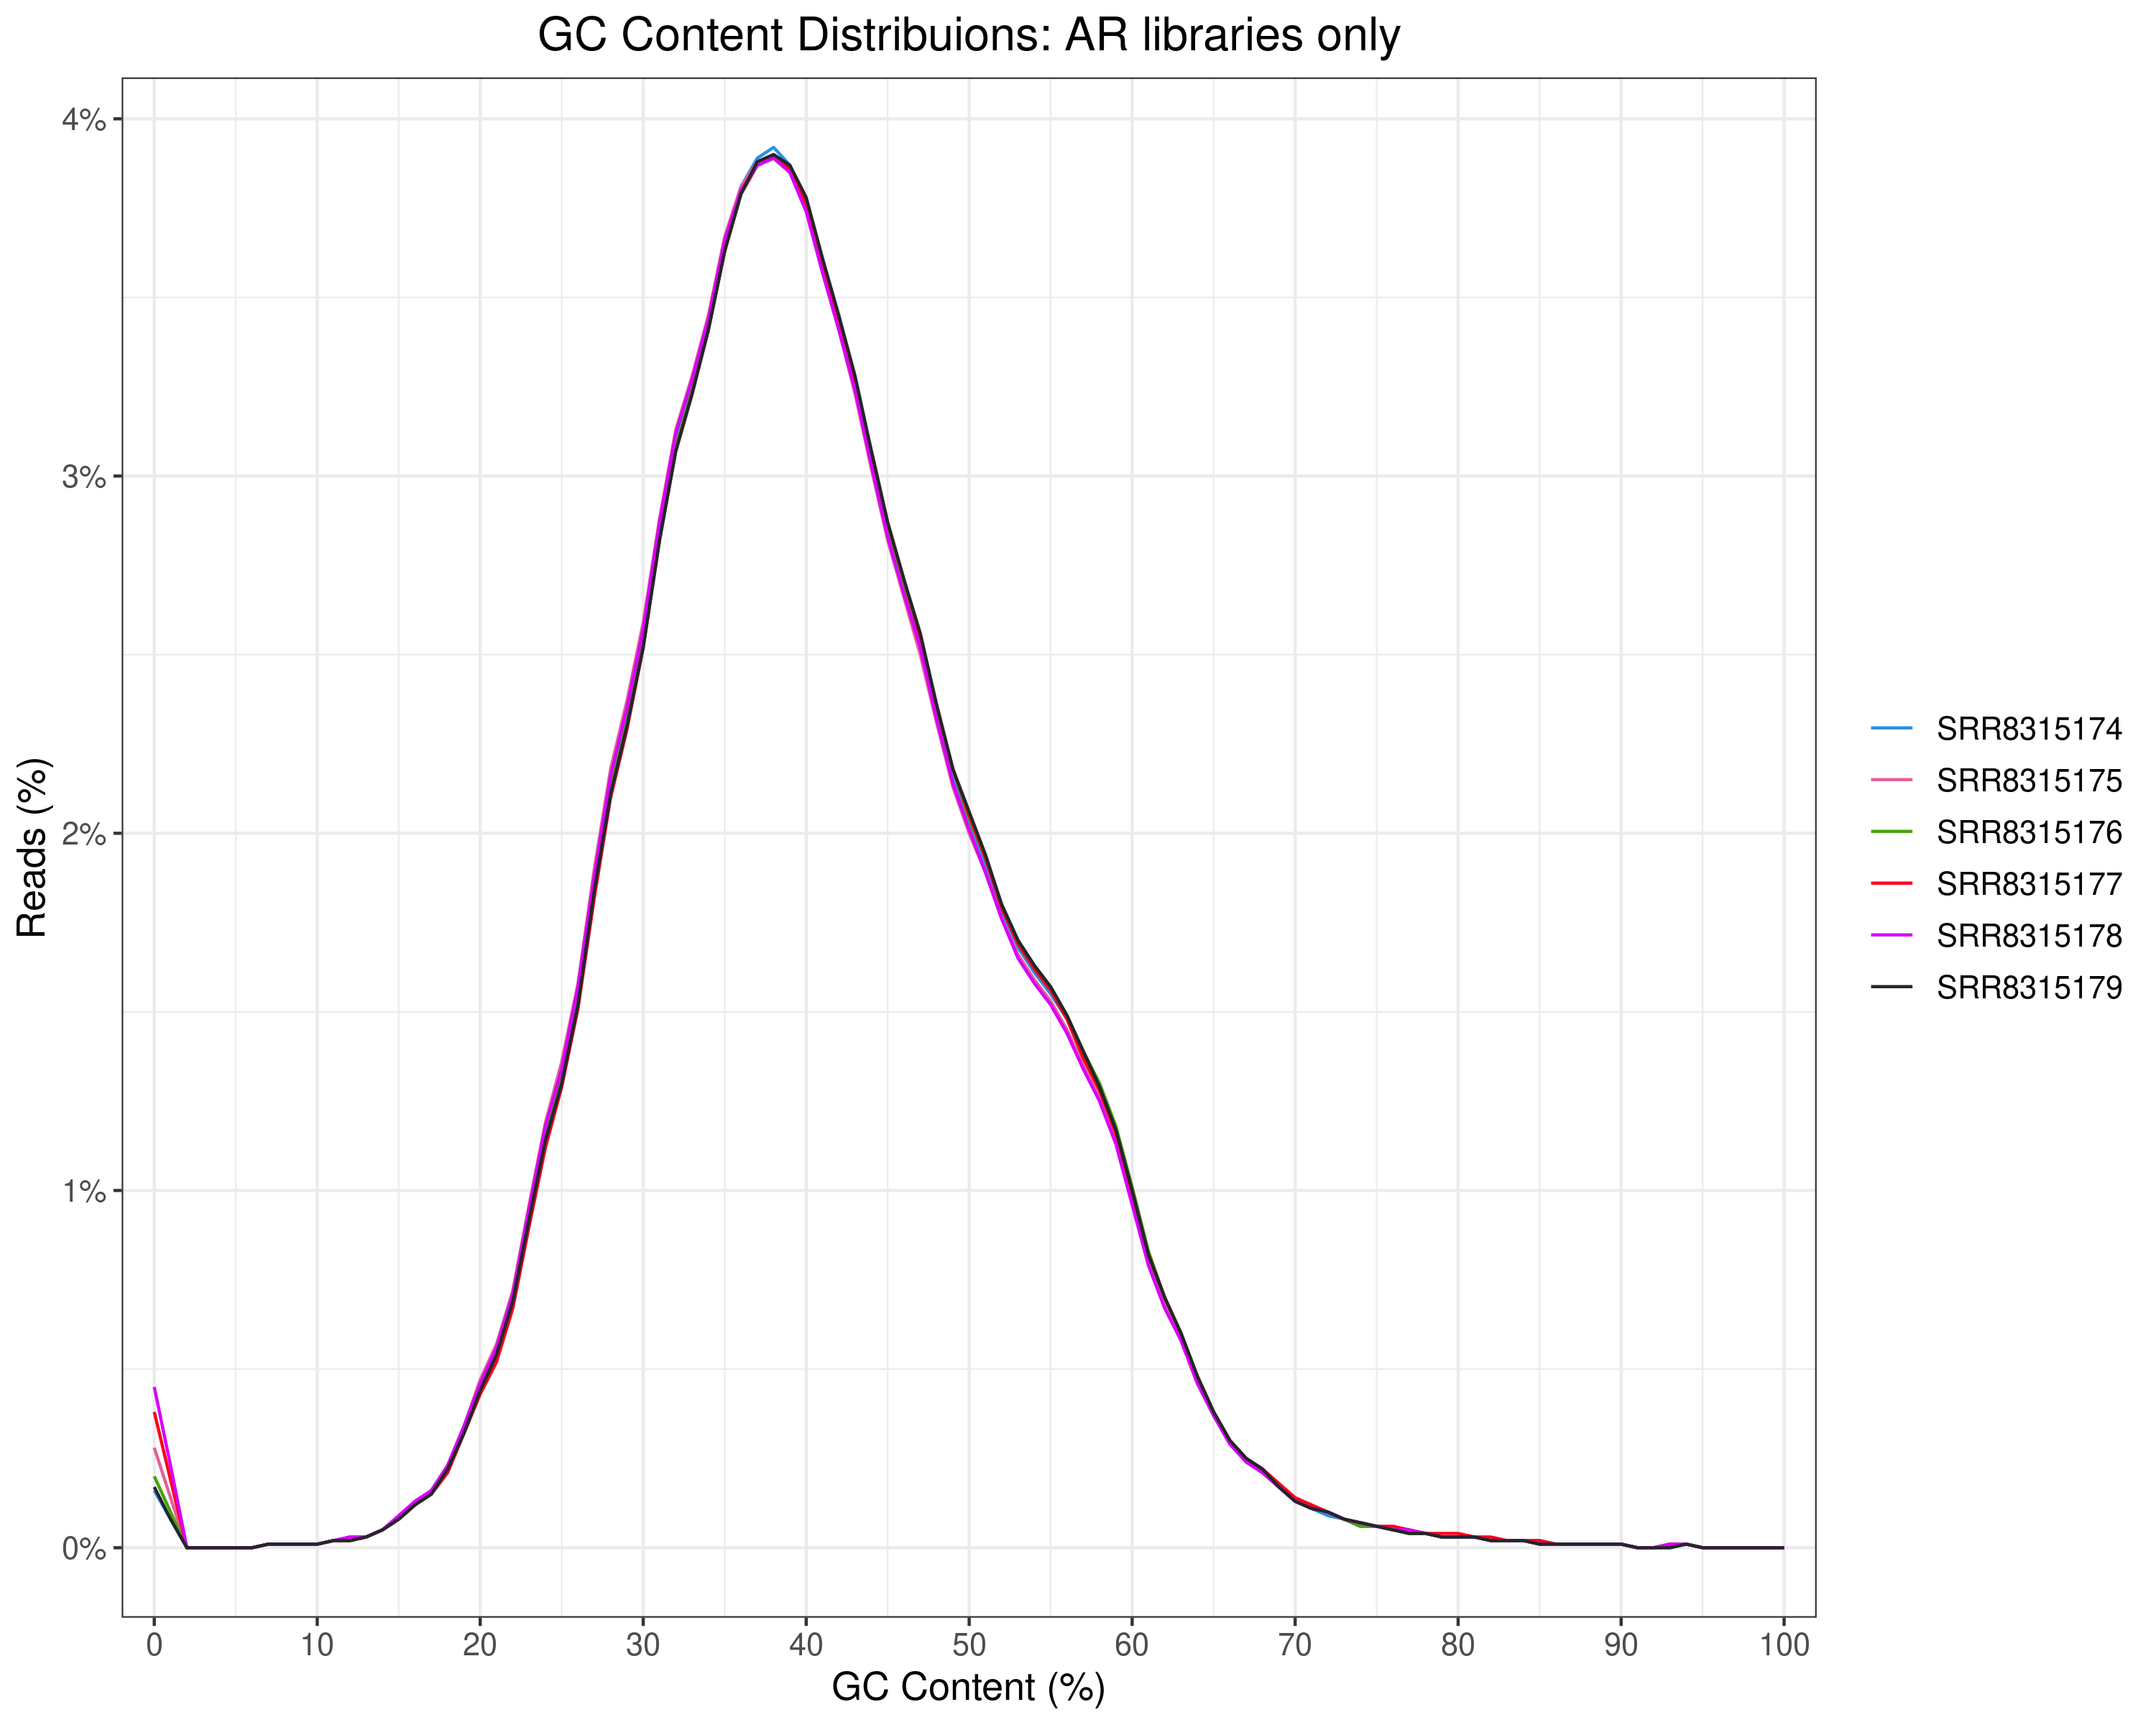 GC Content Distribuions: AR libraries only
4%
3%
2%
1%
0%
Reads (%)
0 10 20 30 40 50 60 70 80 90 100
GC Content (%)
SRR8315174
SRR8315175
SRR8315176
SRR8315177
SRR8315178
SRR8315179